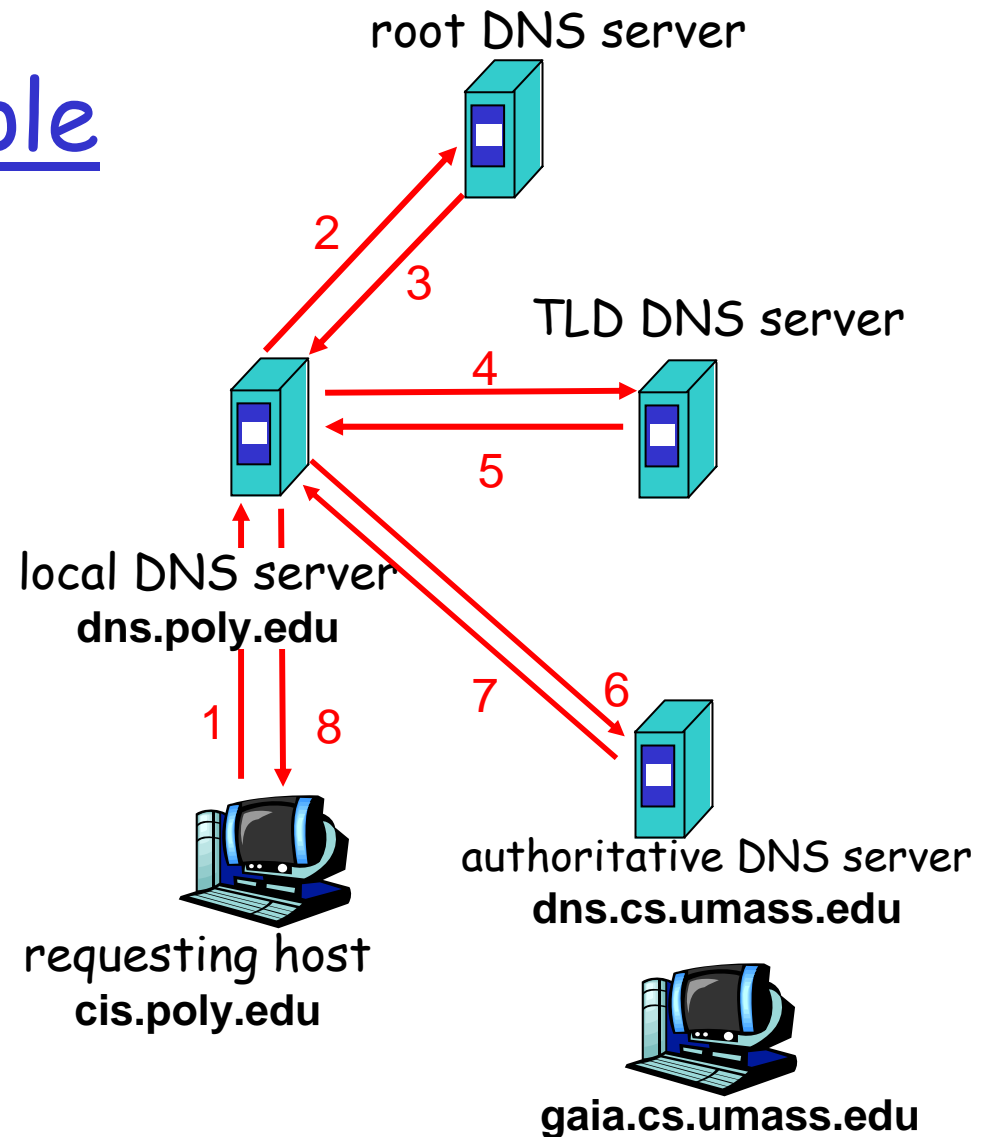 root DNS server
2
3
TLD DNS server
4
5
local DNS server
dns.poly.edu
1
8
7
6
requesting host
cis.poly.edu
authoritative DNS server
dns.cs.umass.edu
gaia.cs.umass.edu